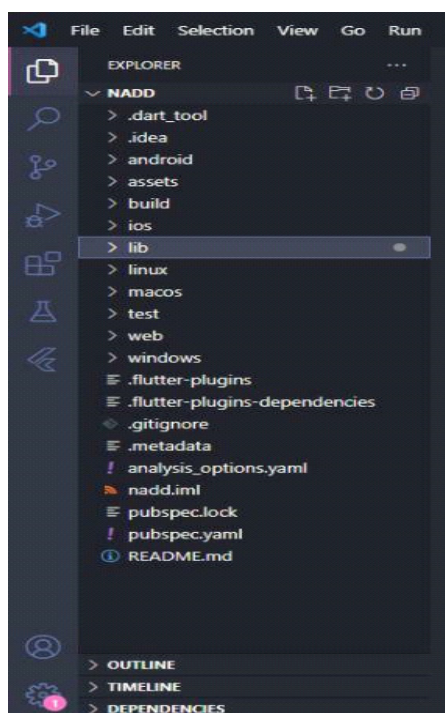 File Edit Selection View Go Run
EXPLORER ...
NADD
.dart_tool
.idea
android
assets
build
ios
lib
linux
macos
test
web
windows
.flutter-plugins
.flutter-plugins-dependencies
.gitignore
.metadata
analysis_options.yaml
nadd.iml
pubspec.lock
pubspec.yaml
README.md
OUTLINE
TIMELINE
1
DEPENDENCIES